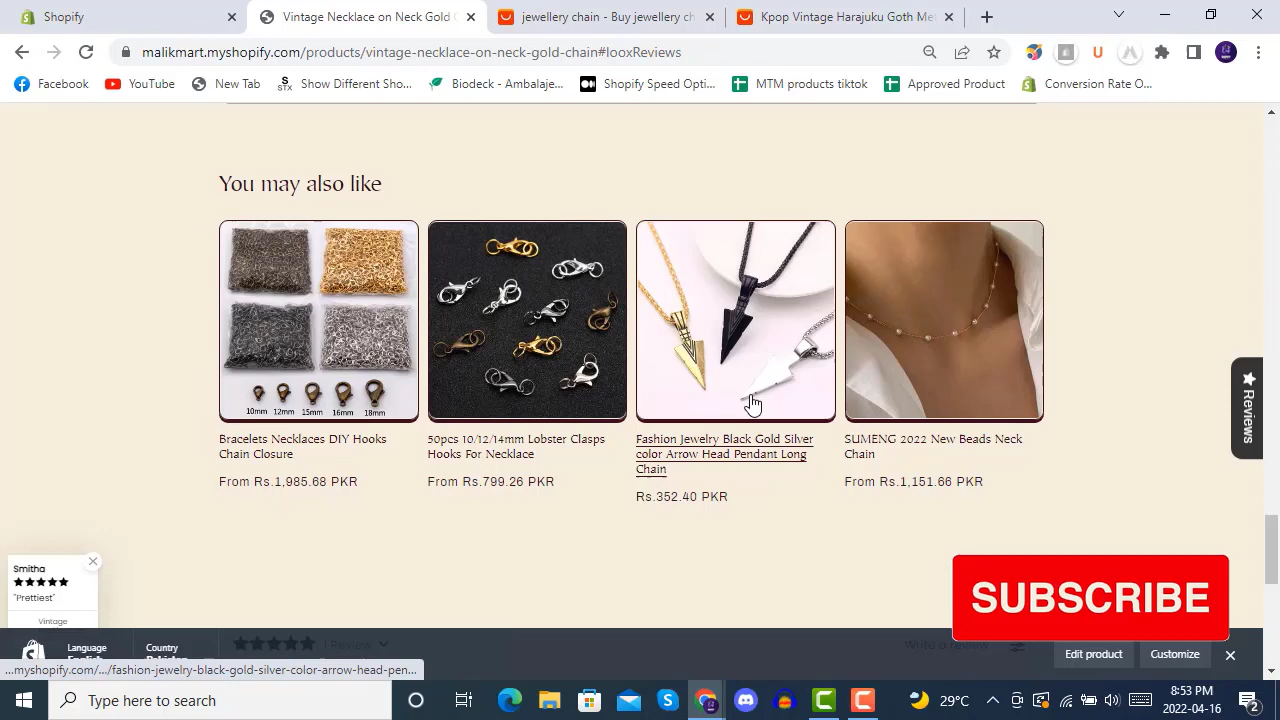 Shopify
Vintage Necklace on Neck Gold C
jewellery chain - Buy jewellery ch
Kpop Vintage Harajuku Goth Me
malikmart.myshopify.com/products/vintage-necklace-on-neck-gold-chain#looxReviews
Facebook
YouTube
New Tab
STX
Show Different Sho...
Biodeck - Ambalaje...
Shopify Speed Opti...
MTM products tiktok
Approved Product
Conversion Rate O...
You may also like
10mm 12mm 15mm 16mm 18mm
Bracelets Necklaces DIY Hooks
Chain Closure
From Rs.1,985.68 PKR
50pcs 10/12/14mm Lobster Clasps
Hooks For Necklace
From Rs.799.26 PKR
Fashion Jewelry Black Gold Silver
color Arrow Head Pendant Long
Chain
Rs.352.40 PKR
SUMENG 2022 New Beads Neck
Chain
From Rs.1,151.66 PKR
★ Reviews
Smitha
★★★★★
"Prettiest"
Vintage
SUBSCRIBE
Language
Country
1 Review
Write a review
Edit product
Customize
...myshopify.com/.../fashion-jewelry-black-gold-silver-color-arrow-head-pen...
Type here to search
29°C
8:53 PM
2022-04-16
2